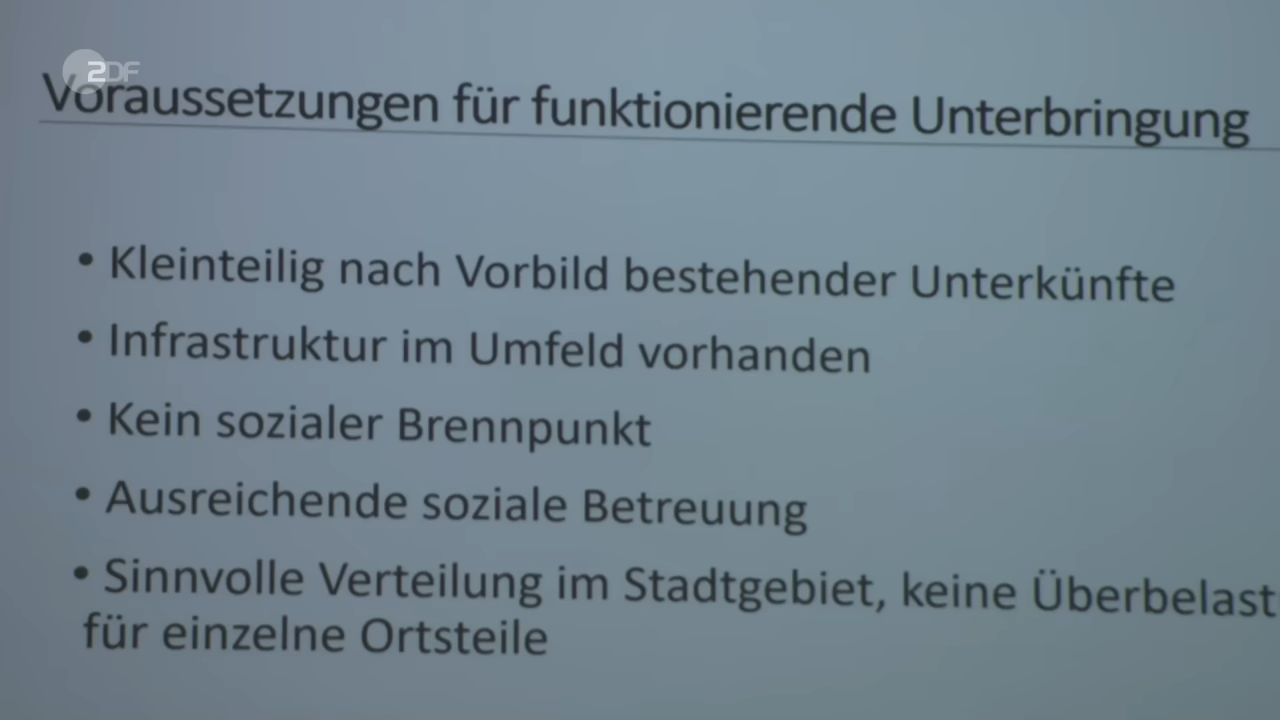 ZDF
Voraussetzungen für funktionierende Unterbringung
• Kleinteilig nach Vorbild bestehender Unterkünfte
• Infrastruktur im Umfeld vorhanden
• Kein sozialer Brennpunkt
• Ausreichende soziale Betreuung
• Sinnvolle Verteilung im Stadtgebiet, keine Überbelast
für einzelne Ortsteile